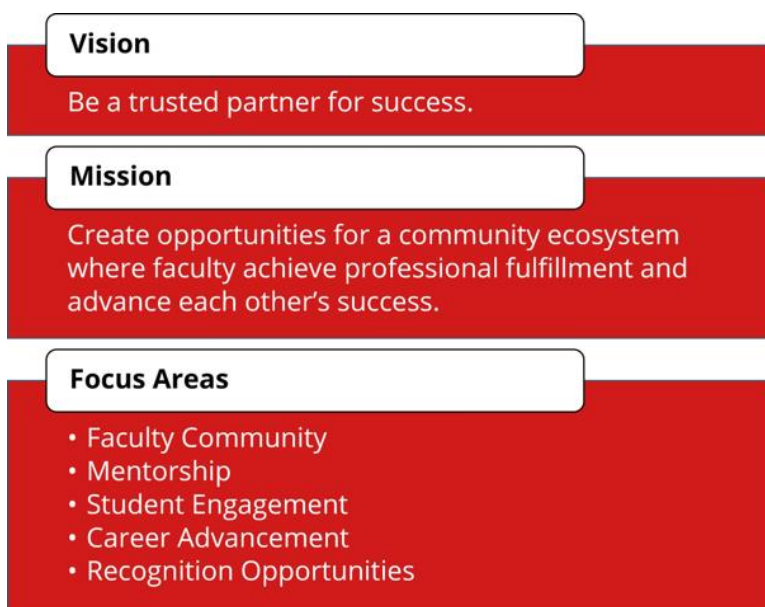 Vision
Be a trusted partner for success.
Mission
Create opportunities for a community ecosystem
where faculty achieve professional fulfillment and
advance each other’s success.
Focus Areas
• Faculty Community
• Mentorship
• Student Engagement
• Career Advancement
• Recognition Opportunities